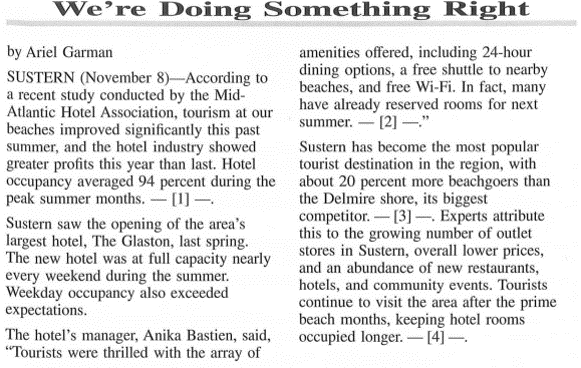 We're Doing Something Right
by Ariel Garman
SUSTERN (November 8)—According to
a recent study conducted by the Mid-
Atlantic Hotel Association, tourism at our
beaches improved significantly this past
summer, and the hotel industry showed
greater profits this year than last. Hotel
occupancy averaged 94 percent during the
peak summer months. — [1] —.
Sustern saw the opening of the area's
largest hotel, The Glaston, last spring.
The new hotel was at full capacity nearly
every weekend during the summer.
Weekday occupancy also exceeded
expectations.
The hotel's manager, Anika Bastien, said,
“Tourists were thrilled with the array of
amenities offered, including 24-hour
dining options, a free shuttle to nearby
beaches, and free Wi-Fi. In fact, many
have already reserved rooms for next
summer. — [2] —.”
Sustern has become the most popular
tourist destination in the region, with
about 20 percent more beachgoers than
the Delmire shore, its biggest
competitor. — [3] —. Experts attribute
this to the growing number of outlet
stores in Sustern, overall lower prices,
and an abundance of new restaurants,
hotels, and community events. Tourists
continue to visit the area after the prime
beach months, keeping hotel rooms
occupied longer. — [4] —.